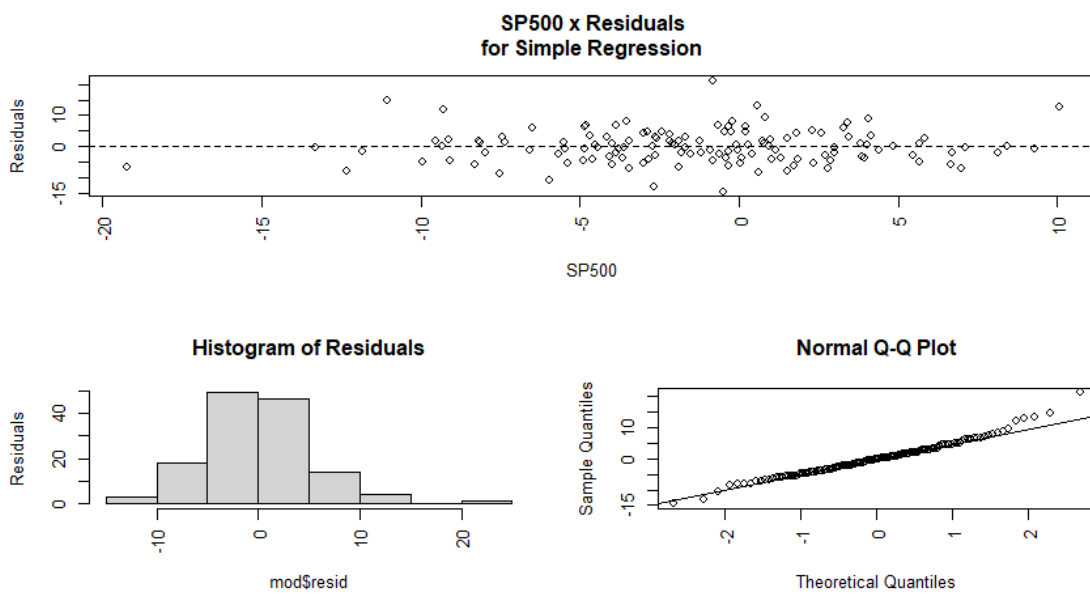 SP500 x Residuals
for Simple Regression
Residuals
10
0
-15
-20
-15
-10
-5
0
5
10
SP500
Histogram of Residuals
Residuals
40
20
0
-10
0
10
20
mod$resid
Normal Q-Q Plot
Sample Quantiles
10
0
-15
-2
-1
0
1
2
Theoretical Quantiles